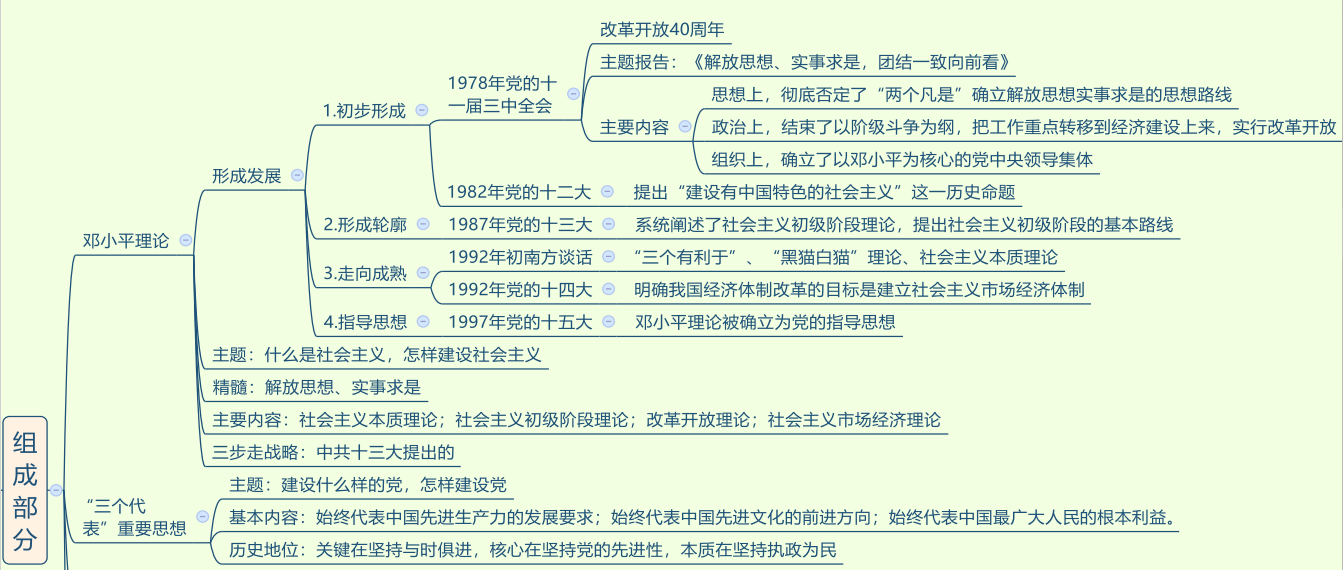 改革开放40周年
主题报告：《解放思想、实事求是，团结一致向前看》
1978年党的十
一届三中全会
思想上，彻底否定了“两个凡是”确立解放思想实事求是的思想路线
1.初步形成
主要内容
政治上，结束了以阶级斗争为纲，把工作重点转移到经济建设上来，实行改革开放
组织上，确立了以邓小平为核心的党中央领导集体
形成发展
1982年党的十二大
提出“建设有中国特色的社会主义”这一历史命题
2.形成轮廓
1987年党的十三大
系统阐述了社会主义初级阶段理论，提出社会主义初级阶段的基本路线
邓小平理论
1992年初南方谈话
“三个有利于”、“黑猫白猫”理论、社会主义本质理论
3.走向成熟
1992年党的十四大
明确我国经济体制改革的目标是建立社会主义市场经济体制
4.指导思想
1997年党的十五大
邓小平理论被确立为党的指导思想
主题：什么是社会主义，怎样建设社会主义
精髓：解放思想、实事求是
主要内容：社会主义本质理论；社会主义初级阶段理论；改革开放理论；社会主义市场经济理论
三步走战略：中共十三大提出的
组
成
部
分
“三个代
表”重要思想
主题：建设什么样的党，怎样建设党
基本内容：始终代表中国先进生产力的发展要求；始终代表中国先进文化的前进方向；始终代表中国最广大人民的根本利益。
历史地位：关键在坚持与时俱进，核心在坚持党的先进性，本质在坚持执政为民